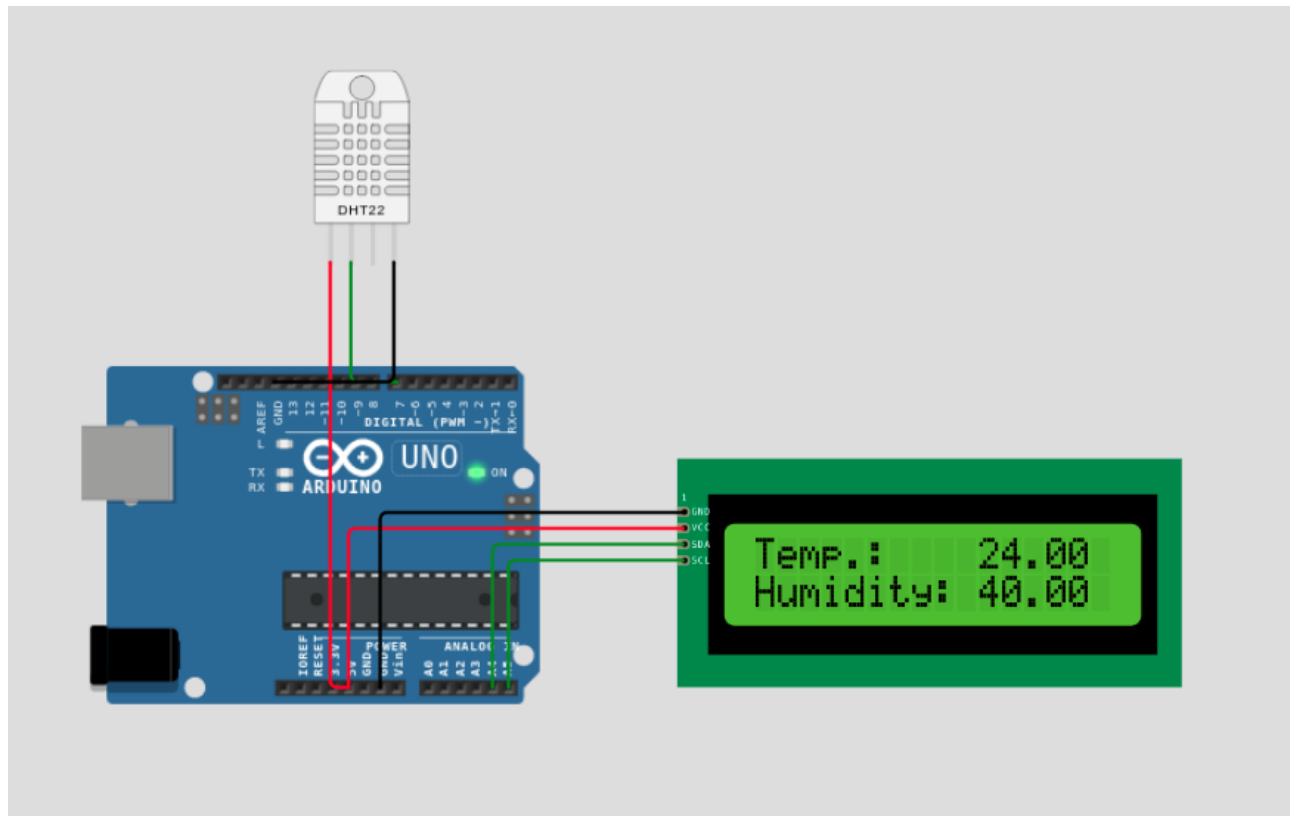 DHT22
AREF
GND
13
12
~11
~10
~9
8
7
~6
~5
~4
~3
2
TX→1
RX←0
DIGITAL (PWM ~)
L
TX
RX
UNO
ARDUINO
ON
1
GND
VCC
SDA
SCL
Temp.: 24.00
Humidity: 40.00
IOREF
RESET
3.3V
5V
GND
GND
Vin
POWER
ANALOG IN
A0
A1
A2
A3
A4
A5